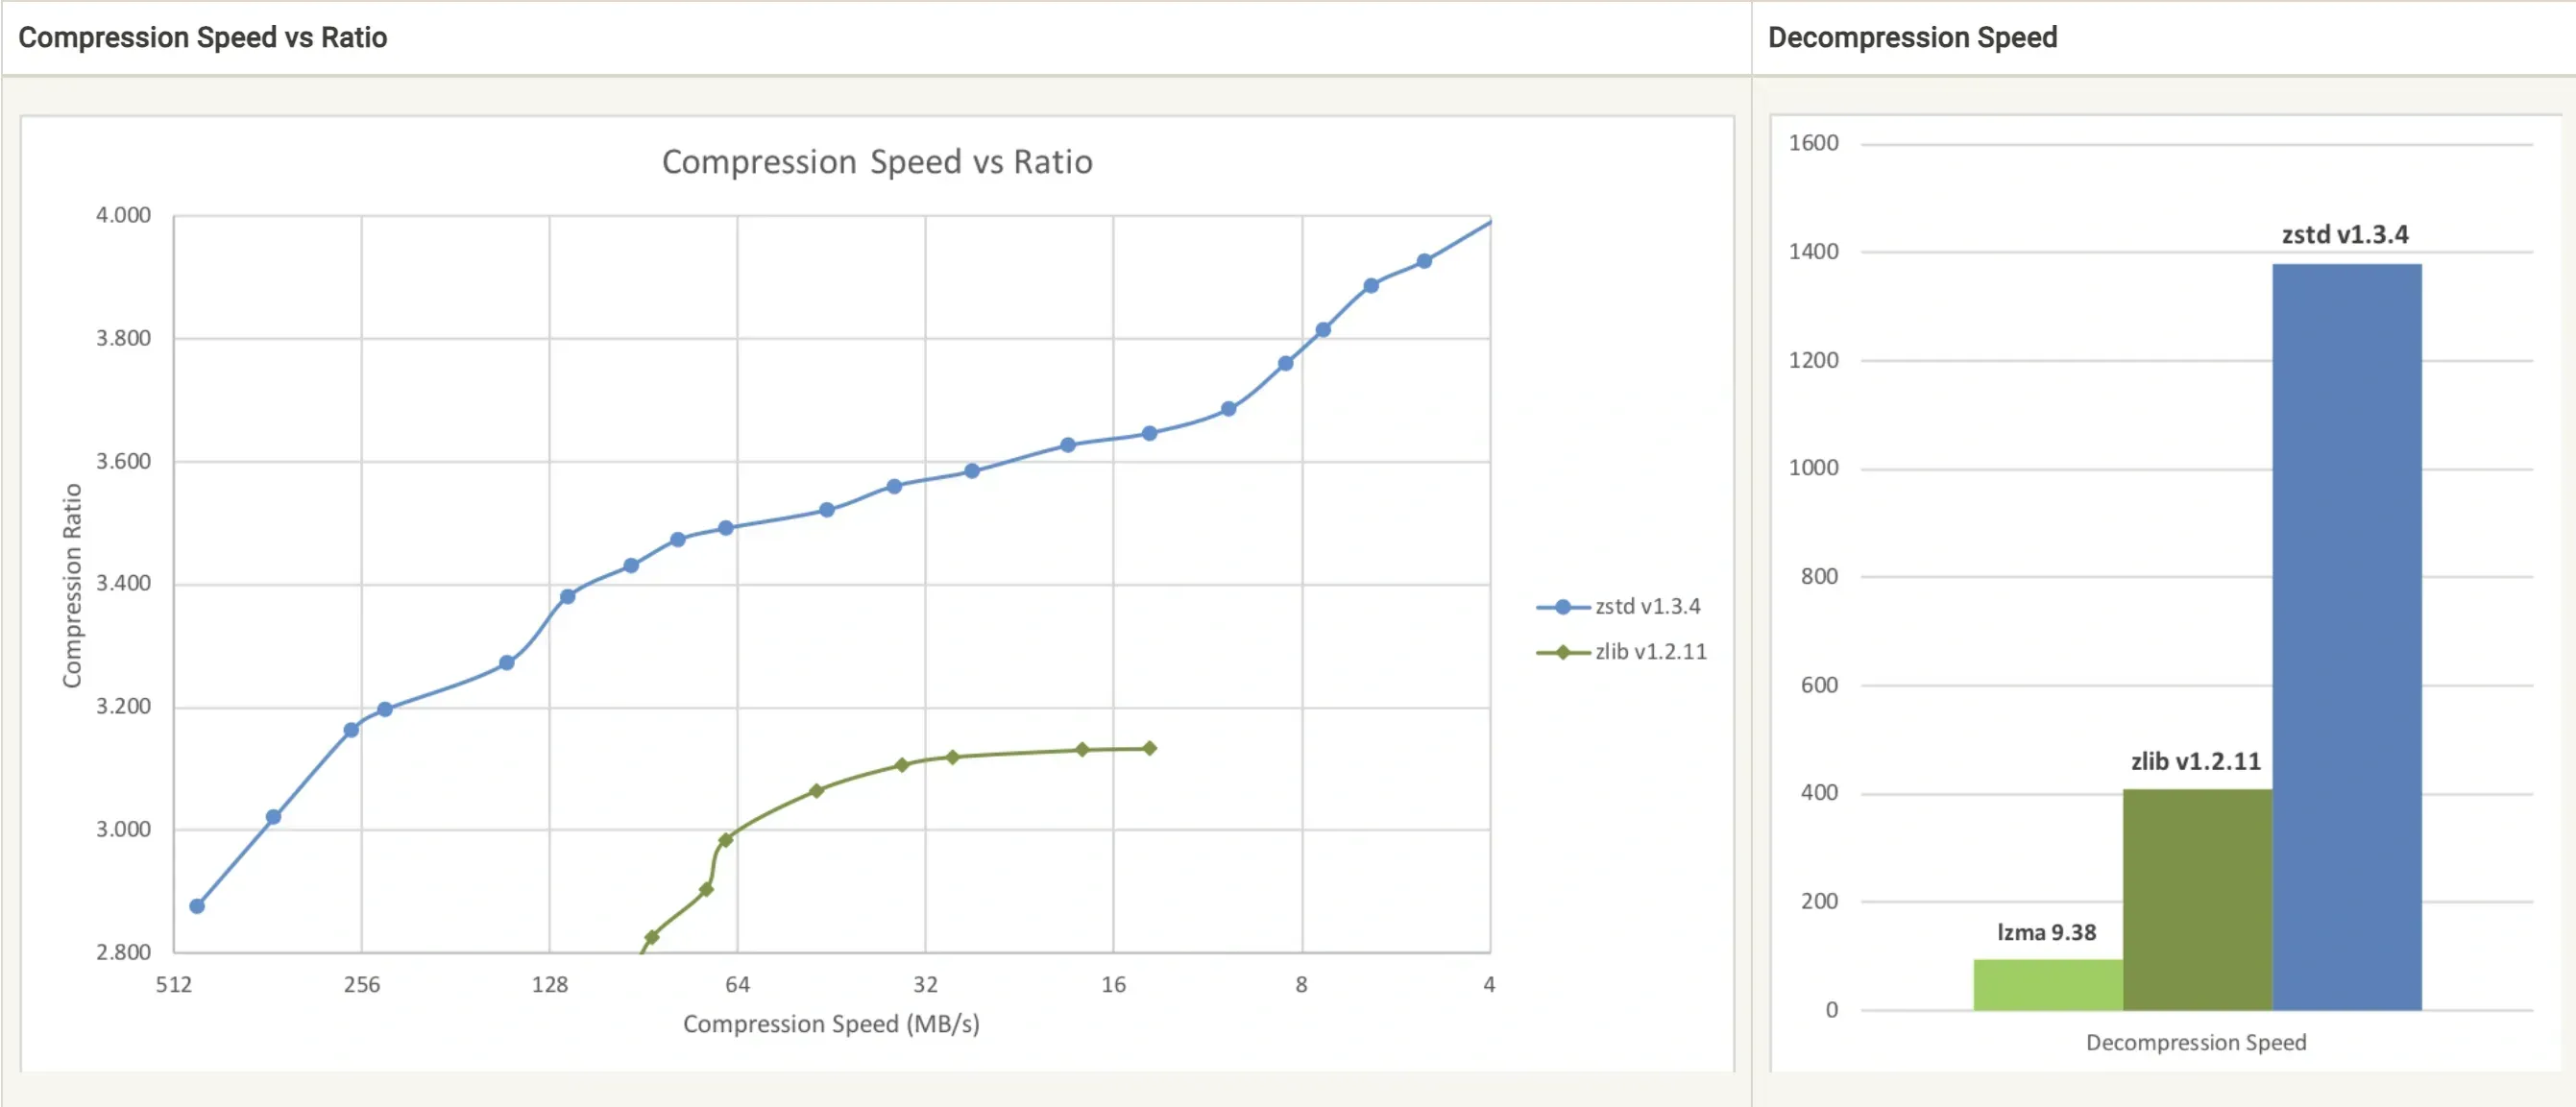 Compression Speed vs Ratio
Decompression Speed
Compression Speed vs Ratio
4.000
3.800
3.600
3.400
3.200
3.000
2.800
Compression Ratio
512 256 128 64 32 16 8 4
Compression Speed (MB/s)
zstd v1.3.4
zlib v1.2.11
1600
1400
1200
1000
800
600
400
200
0
zstd v1.3.4
zlib v1.2.11
lzma 9.38
Decompression Speed